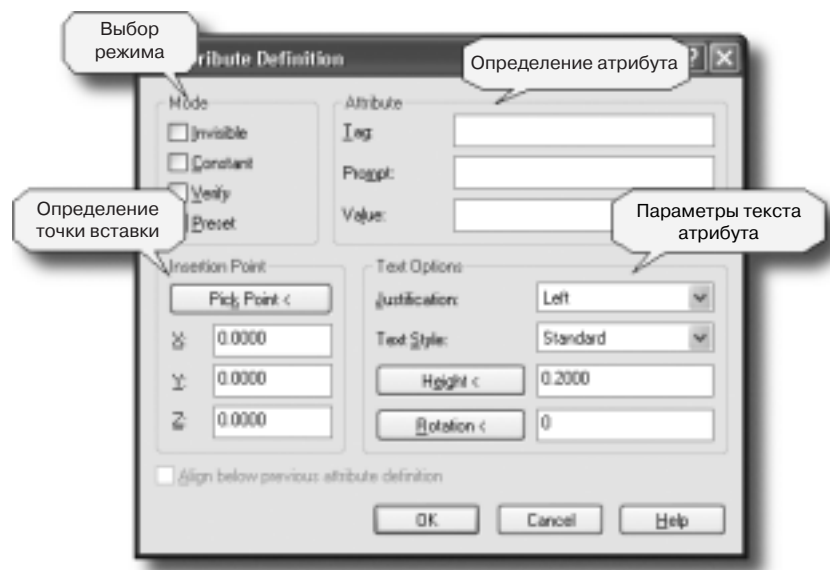 Выбор
режима
ribute Definition
Определение атрибута
Mode
Invisible
Constant
Verify
Preset
Attribute
Tag:
Prompt:
Value:
Определение
точки вставки
Параметры текста
атрибута
Insertion Point
Pick Point <
X: 0.0000
Y: 0.0000
Z: 0.0000
Text Options
Justification: Left
Text Style: Standard
Height < 0.2000
Rotation < 0
Align below previous attribute definition
OK Cancel Help